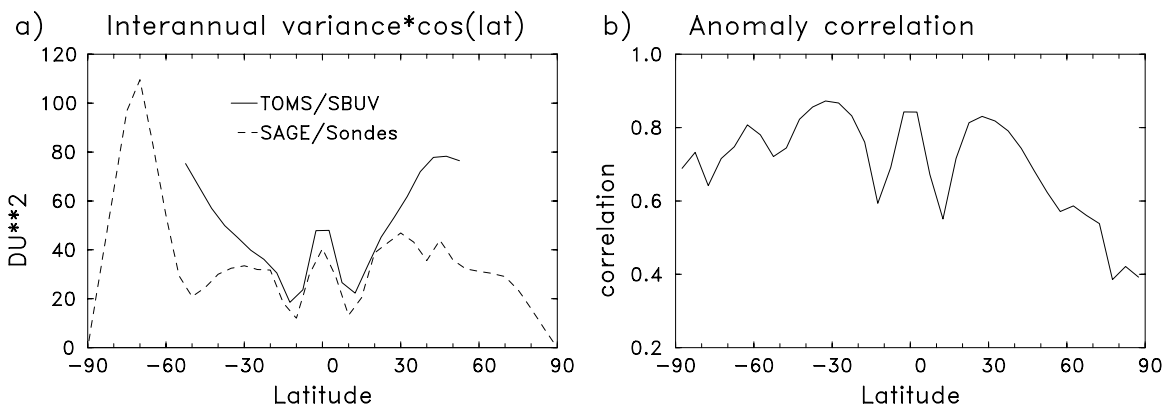 a) Interannual variance*cos(lat)
120
100
80
60
40
20
0
DU**2
TOMS/SBUV
SAGE/Sondes
−90 −60 −30 0 30 60 90
Latitude
b) Anomaly correlation
1.0
0.8
0.6
0.4
0.2
correlation
−90 −60 −30 0 30 60 90
Latitude